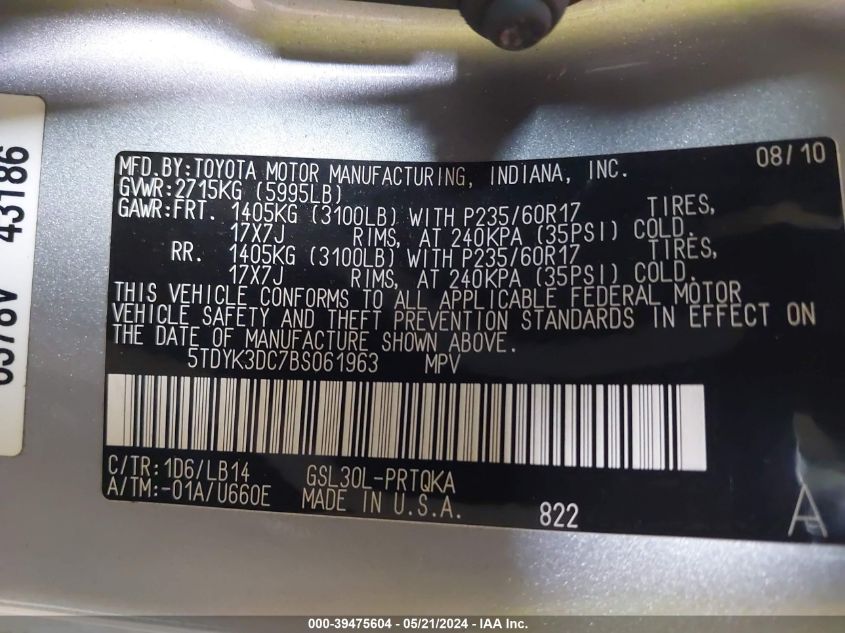 MFD.BY:TOYOTA MOTOR MANUFACTURING, INDIANA, INC. 08/10
GVWR:2715KG (5995LB)
GAWR:FRT. 1405KG (3100LB) WITH P235/60R17 TIRES,
17X7J RIMS, AT 240KPA (35PSI) COLD.
RR. 1405KG (3100LB) WITH P235/60R17 TIRES,
17X7J RIMS, AT 240KPA (35PSI) COLD.
THIS VEHICLE CONFORMS TO ALL APPLICABLE FEDERAL MOTOR
VEHICLE SAFETY AND THEFT PREVENTION STANDARDS IN EFFECT ON
THE DATE OF MANUFACTURE SHOWN ABOVE.
5TDYK3DC7BS061963 MPV
C/TR:1D6/LB14 GSL30L-PRTQKA
A/TM:-01A/U660E MADE IN U.S.A. 822 A
43186
000-39475604 - 05/21/2024 - IAA Inc.